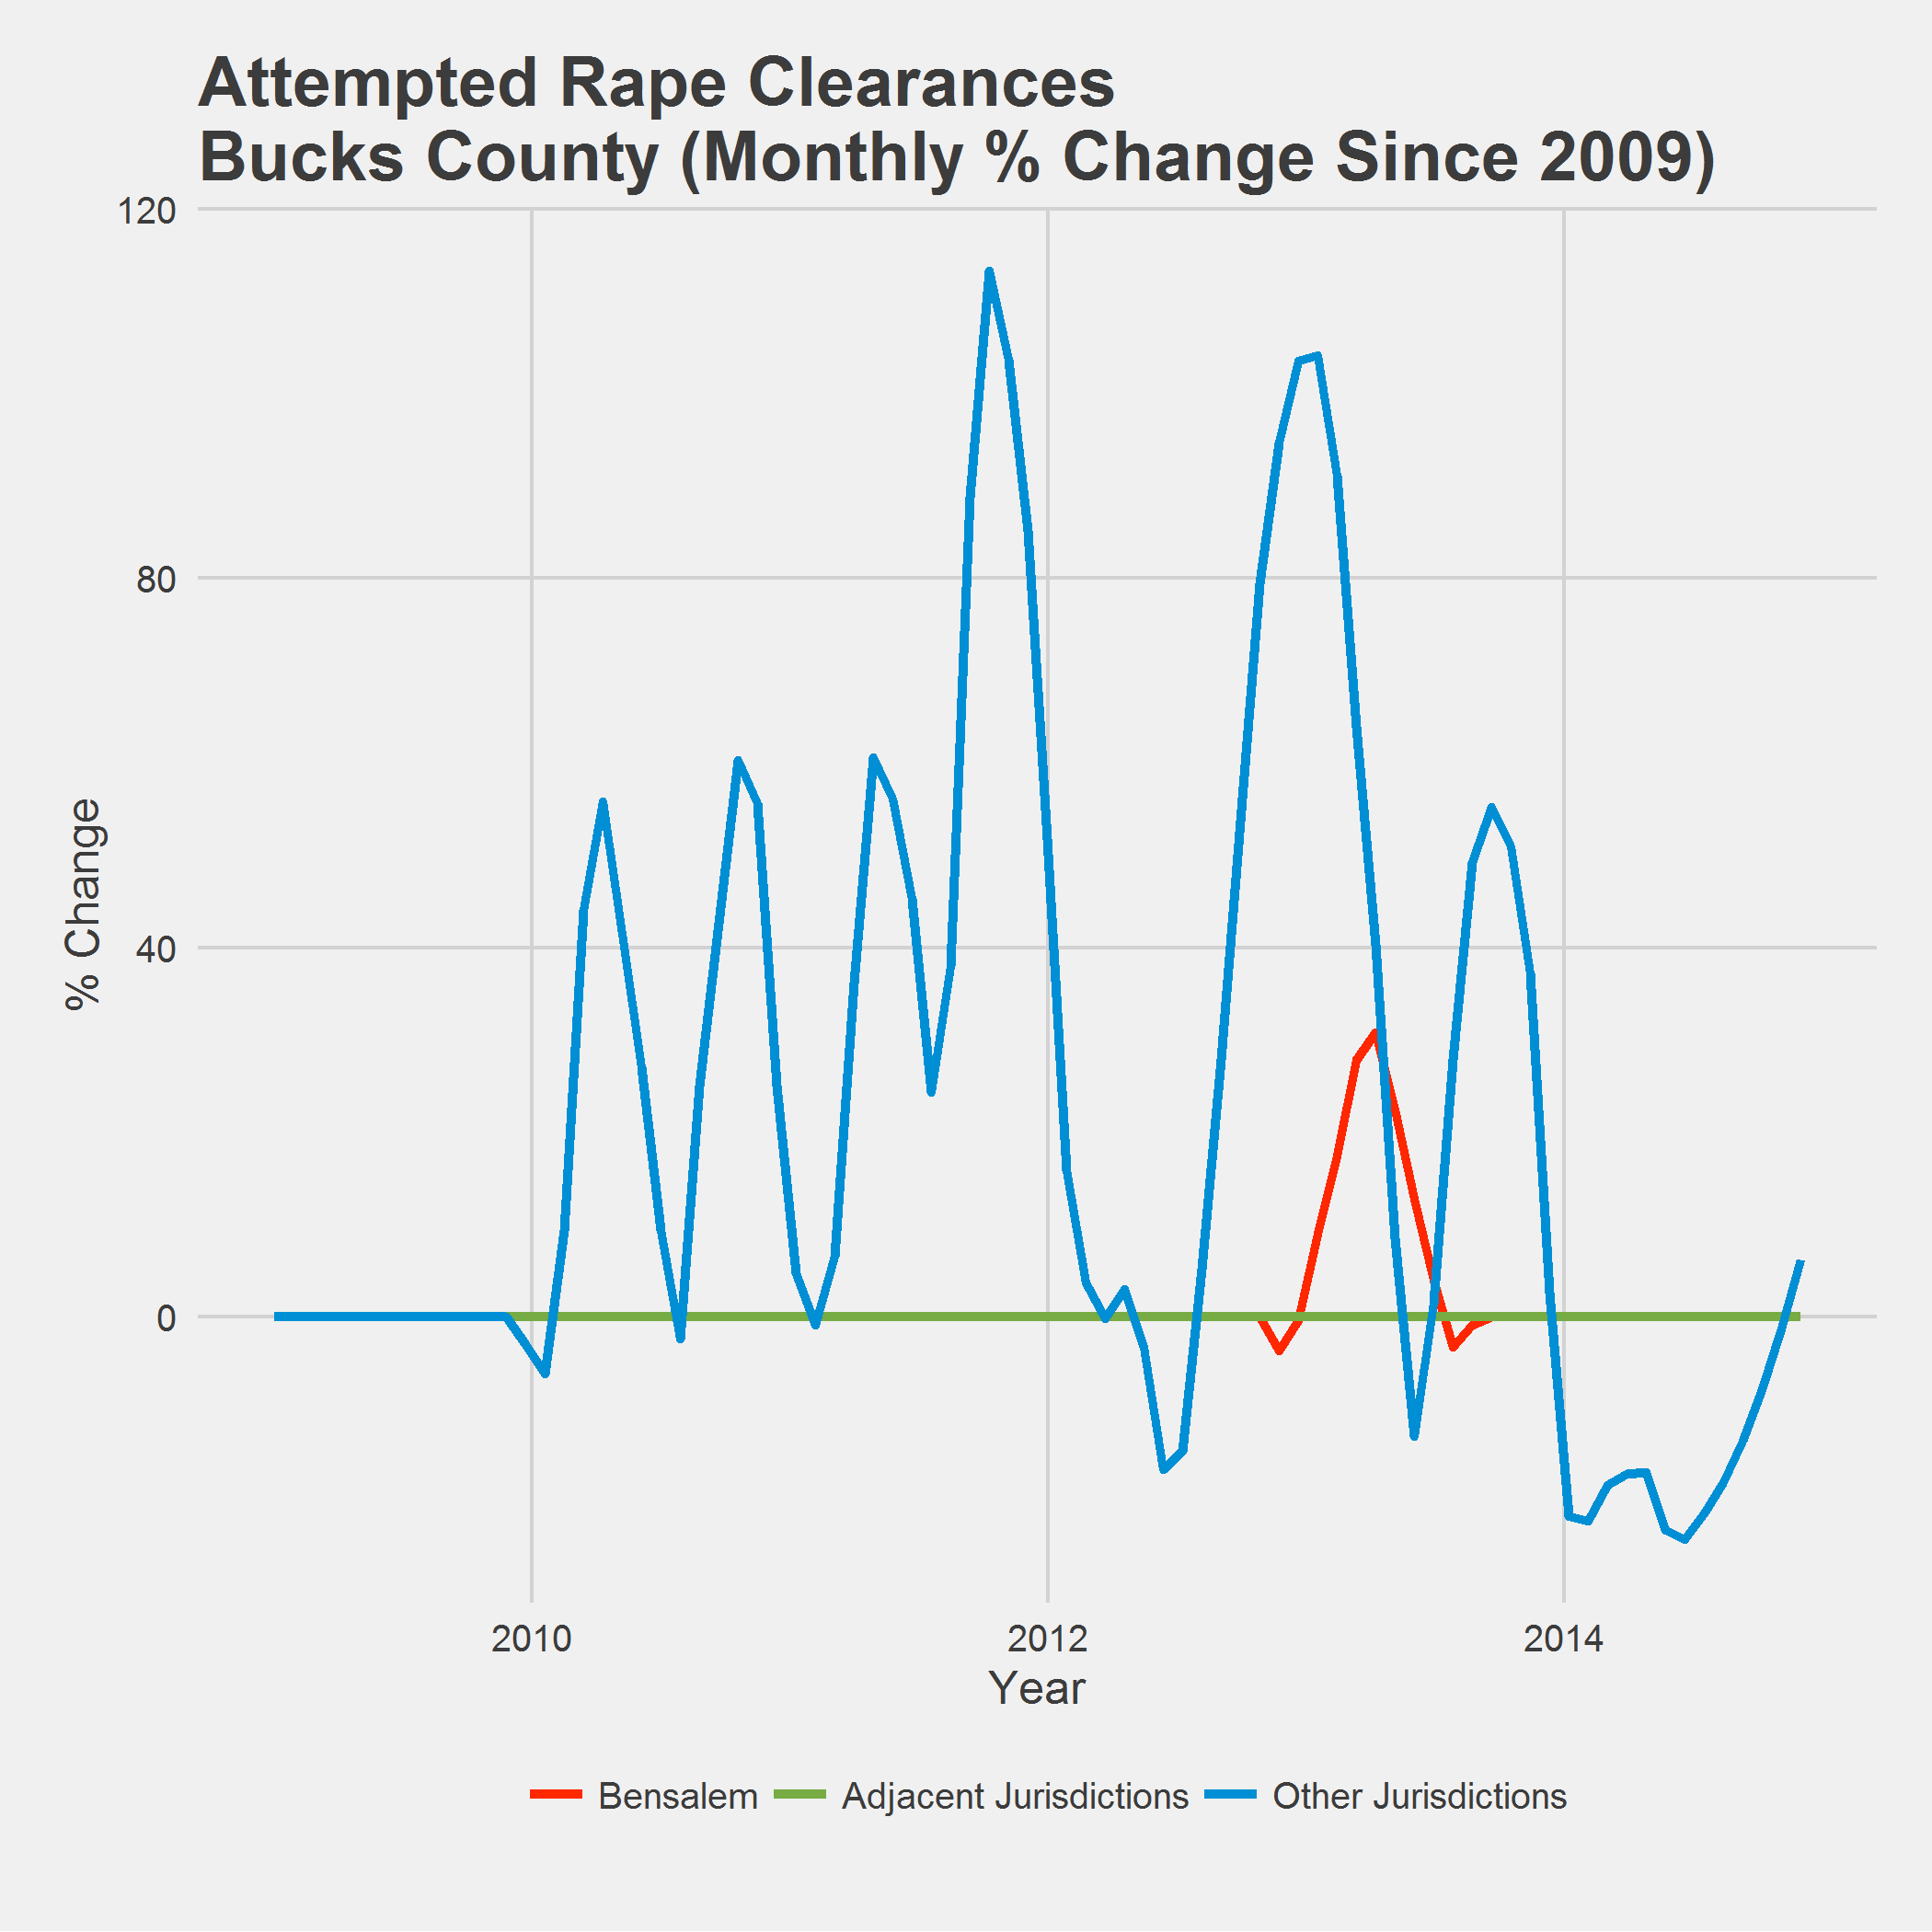 Attempted Rape Clearances
Bucks County (Monthly % Change Since 2009)
120
80
40
0
% Change
2010 2012 2014
Year
Bensalem Adjacent Jurisdictions Other Jurisdictions